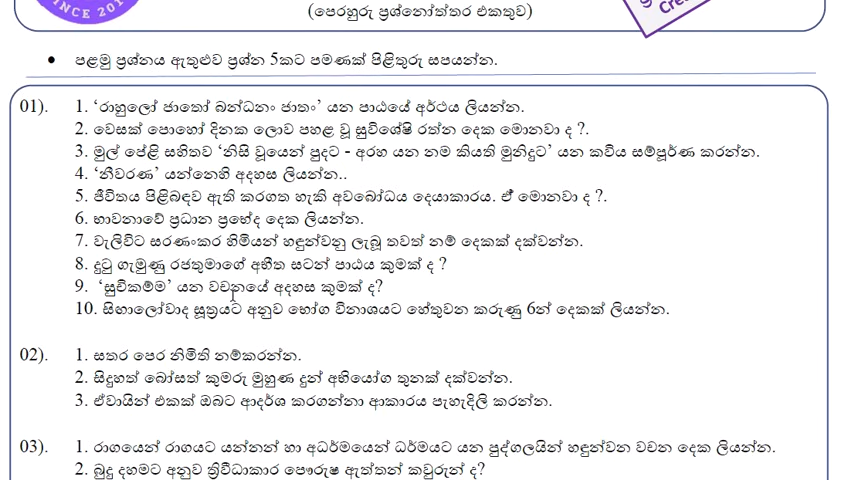 SINCE 201
Cre
(පෙරහුරු ප්‍රශ්නෝත්තර එකතුව)
• පළමු ප්‍රශ්නය ඇතුළුව ප්‍රශ්න 5කට පමණක් පිළිතුරු සපයන්න.
01). 1. ‘රාහුලෝ ජාතෝ බන්ධනං ජාතං’ යන පාඨයේ අර්ථය ලියන්න.
2. වෙසක් පොහෝ දිනක ලොව පහළ වූ සුවිශේෂි රත්න දෙක මොනවා ද ?.
3. මුල් පේළි සහිතව ‘නිසි වූයෙන් පුදට - අරහ යන නම කියති මුනිඳුට’ යන කවිය සම්පූර්ණ කරන්න.
4. ‘නීවරණ’ යන්නෙහි අදහස ලියන්න..
5. ජීවිතය පිළිබඳව ඇති කරගත හැකි අවබෝධය දෙයාකාරය. ඒ මොනවා ද ?.
6. භාවනාවේ ප්‍රධාන ප්‍රභේද දෙක ලියන්න.
7. වැලිවිට සරණංකර හිමියන් හඳුන්වනු ලැබූ තවත් නම් දෙකක් දක්වන්න.
8. දුටු ගැමුණු රජතුමාගේ අභීත සටන් පාඨය කුමක් ද ?
9. ‘සුචිකම්ම’ යන වචනයේ අදහස කුමක් ද?
10. සිඟාලෝවාද සූත්‍රයට අනුව භෝග විනාශයට හේතුවන කරුණු 6න් දෙකක් ලියන්න.
02). 1. සතර පෙර නිමිති නම්කරන්න.
2. සිදුහත් බෝසත් කුමරු මුහුණ දුන් අභියෝග තුනක් දක්වන්න.
3. ඒවායින් එකක් ඔබට ආදර්ශ කරගන්නා ආකාරය පැහැදිලි කරන්න.
03). 1. රාගයෙන් රාගයට යන්නන් හා අධර්මයෙන් ධර්මයට යන පුද්ගලයින් හඳුන්වන වචන දෙක ලියන්න.
2. බුදු දහමට අනුව ත්‍රිවිධාකාර පෞරුෂ ඇත්තන් කවුරුන් ද?